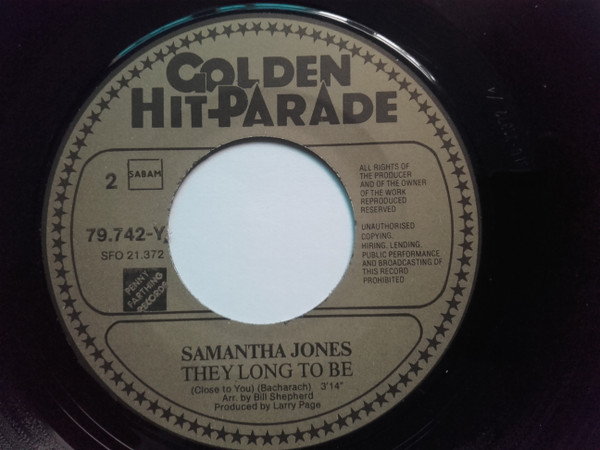 GOLDEN
HIT-PARADE
2 SABAM
79.742-Y
SFO 21.372
PENNY
FARTHING
RECORDS
ALL RIGHTS OF
THE PRODUCER
AND OF THE OWNER
OF THE WORK
REPRODUCED
RESERVED
UNAUTHORISED
COPYING,
HIRING, LENDING,
PUBLIC PERFORMANCE
AND BROADCASTING OF
THIS RECORD
PROHIBITED
SAMANTHA JONES
THEY LONG TO BE
(Close to You) (Bacharach) 3'14"
Arr. by Bill Shepherd
Produced by Larry Page